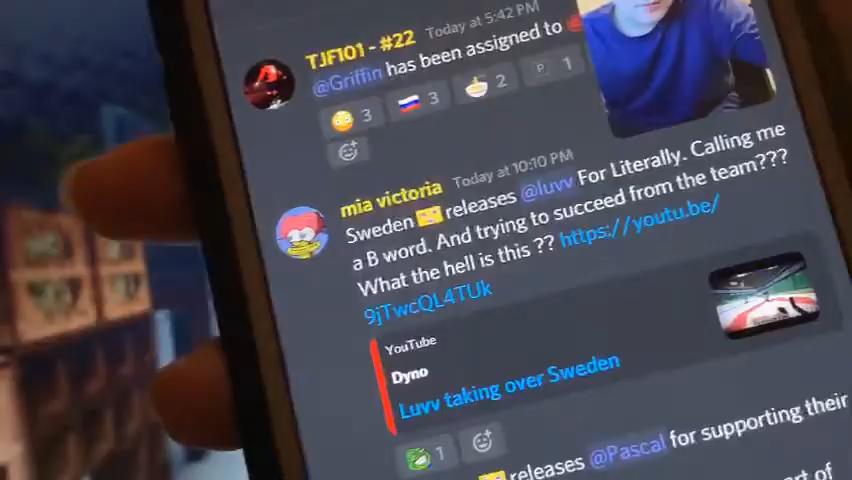 TJF101 - #22 Today at 5:42 PM
@Griffin has been assigned to
3 3 2 1
mia victoria Today at 10:10 PM
Sweden releases @luvv For Literally. Calling me
a B word. And trying to succeed from the team???
What the hell is this ?? https://youtu.be/
9jTwcQL4TUk
YouTube
Dyno
Luvv taking over Sweden
1
releases @Pascal for supporting their
art of